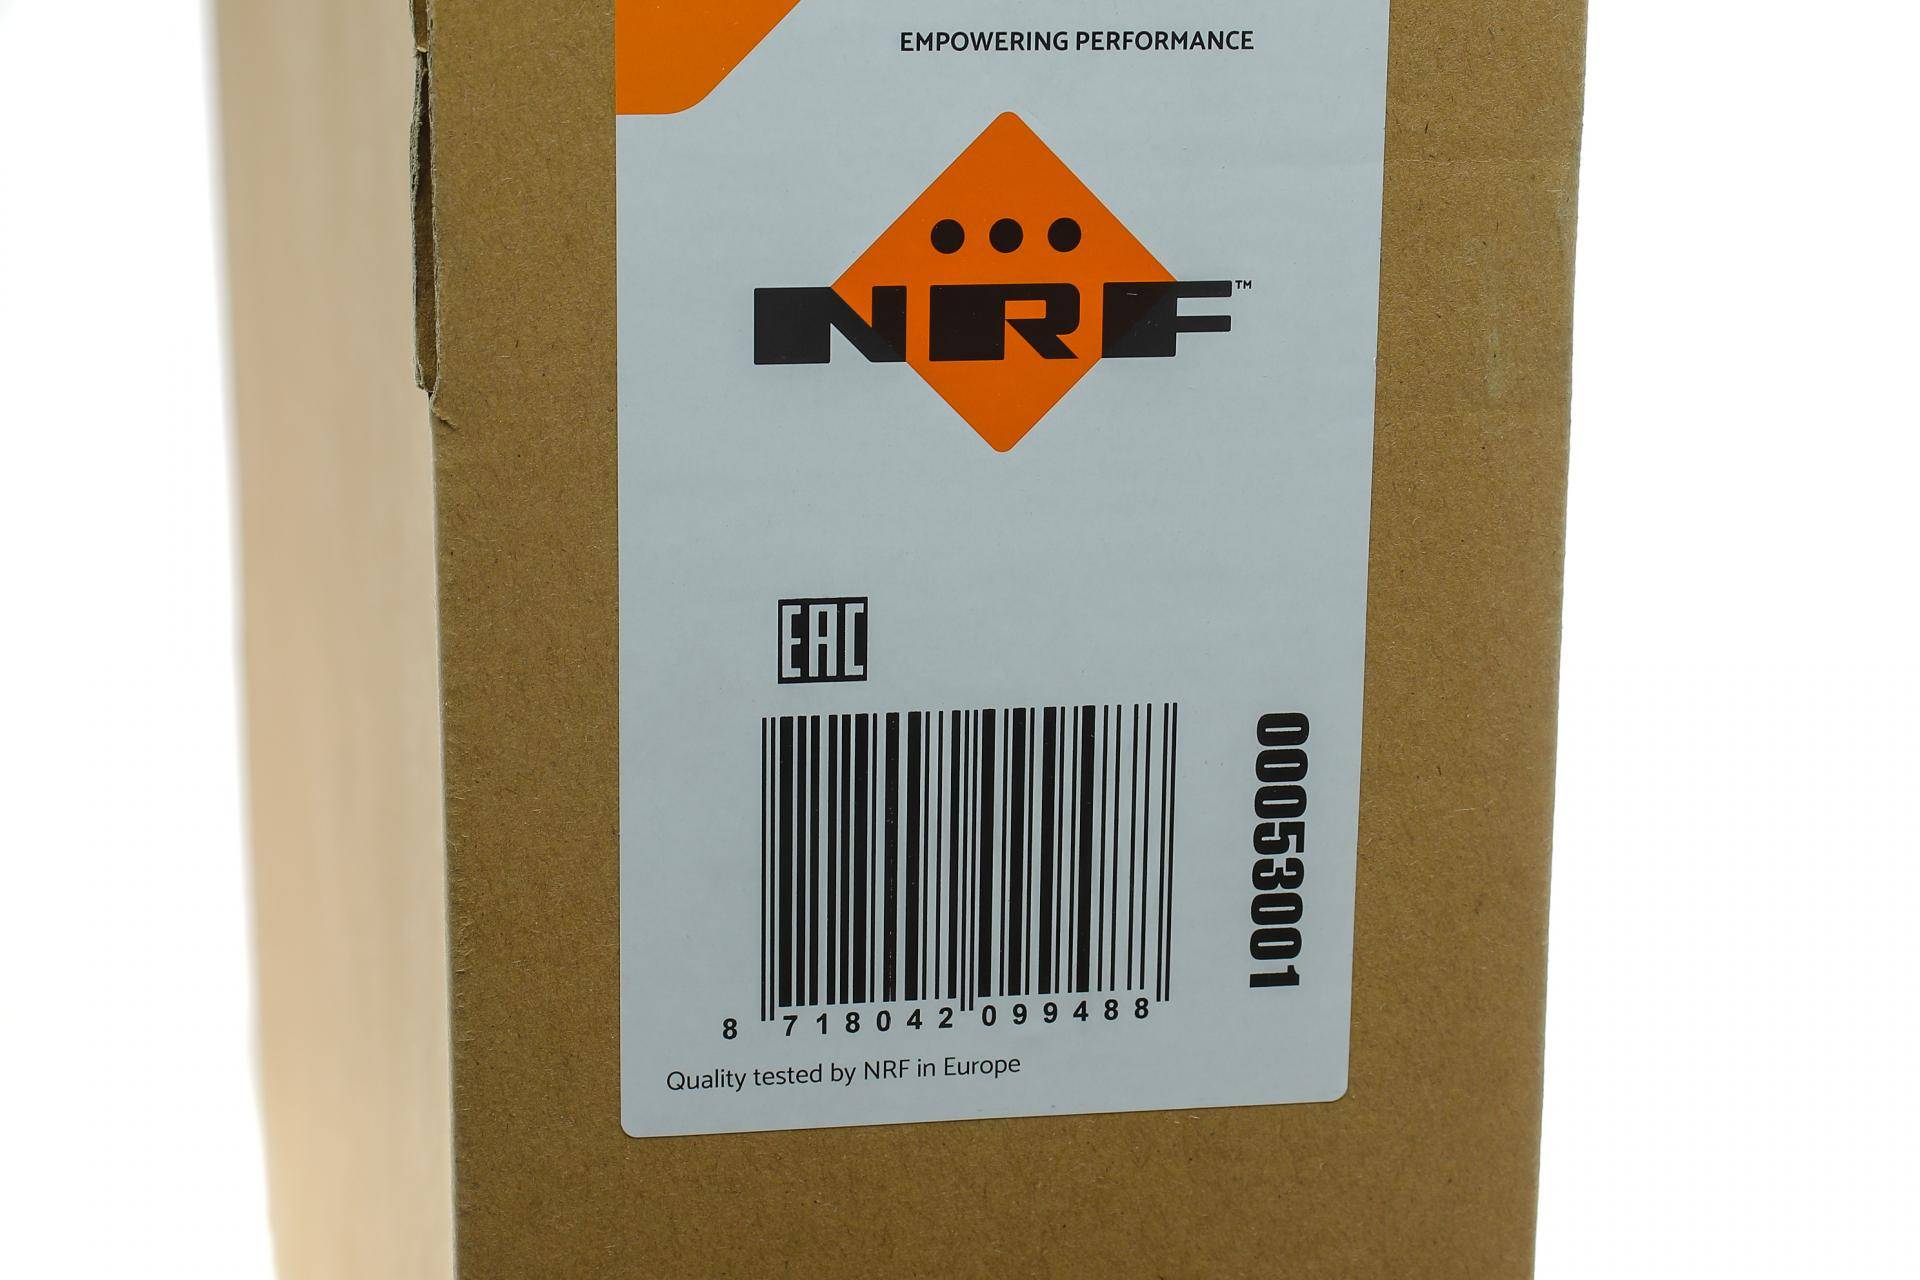 EMPOWERING PERFORMANCE
NRF™
EAC
00053001
8 718042 099488
Quality tested by NRF in Europe